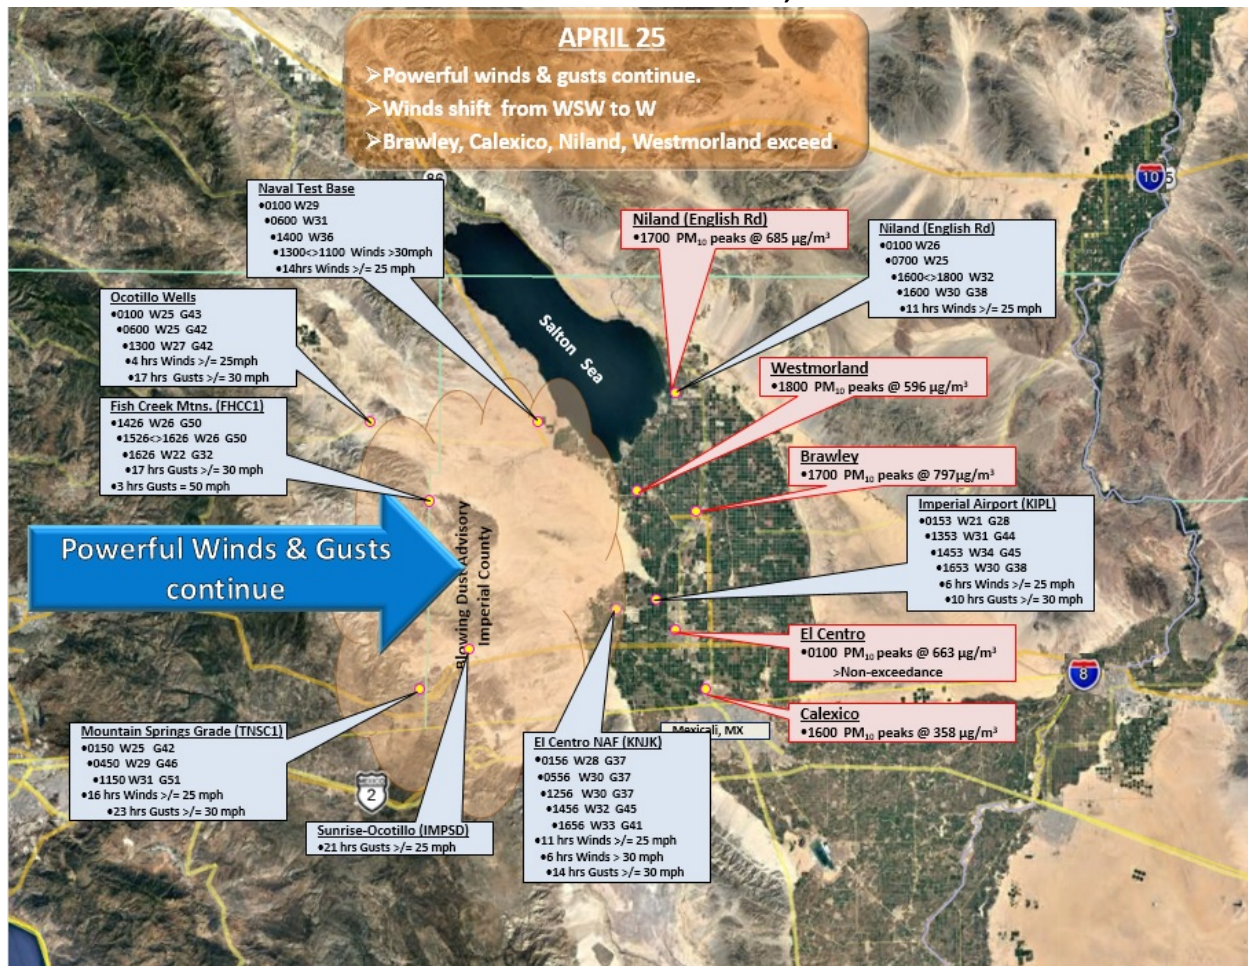 APRIL 25
➢Powerful winds & gusts continue.
➢Winds shift from WSW to W
➢Brawley, Calexico, Niland, Westmorland exceed.
86
10
5
Naval Test Base
•0100 W29
•0600 W31
•1400 W36
•1300<>1100 Winds >30mph
•14hrs Winds >/= 25 mph
Niland (English Rd)
•1700 PM₁₀ peaks @ 685 µg/m³
Niland (English Rd)
•0100 W26
•0700 W25
•1600<>1800 W32
•1600 W30 G38
•11 hrs Winds >/= 25 mph
Ocotillo Wells
•0100 W25 G43
•0600 W25 G42
•1300 W27 G42
•4 hrs Winds >/= 25mph
•17 hrs Gusts >/= 30 mph
Salton Sea
Westmorland
•1800 PM₁₀ peaks @ 596 µg/m³
Fish Creek Mtns. (FHCC1)
•1426 W26 G50
•1526<>1626 W26 G50
•1626 W22 G32
•17 hrs Gusts >/= 30 mph
•3 hrs Gusts = 50 mph
Brawley
•1700 PM₁₀ peaks @ 797µg/m³
Imperial Airport (KIPL)
•0153 W21 G28
•1353 W31 G44
•1453 W34 G45
•1653 W30 G38
•6 hrs Winds >/= 25 mph
•10 hrs Gusts >/= 30 mph
Powerful Winds & Gusts
continue
Blowing Dust Advisory
Imperial County
El Centro
•0100 PM₁₀ peaks @ 663 µg/m³
>Non-exceedance
8
Calexico
•1600 PM₁₀ peaks @ 358 µg/m³
Mexicali, MX
Mountain Springs Grade (TNSC1)
•0150 W25 G42
•0450 W29 G46
•1150 W31 G51
•16 hrs Winds >/= 25 mph
•23 hrs Gusts >/= 30 mph
MEXICO
2
Sunrise-Ocotillo (IMPSD)
•21 hrs Gusts >/= 25 mph
El Centro NAF (KNJK)
•0156 W28 G37
•0556 W30 G37
•1256 W30 G37
•1456 W32 G45
•1656 W33 G41
•11 hrs Winds >/= 25 mph
•6 hrs Winds > 30 mph
•14 hrs Gusts >/= 30 mph